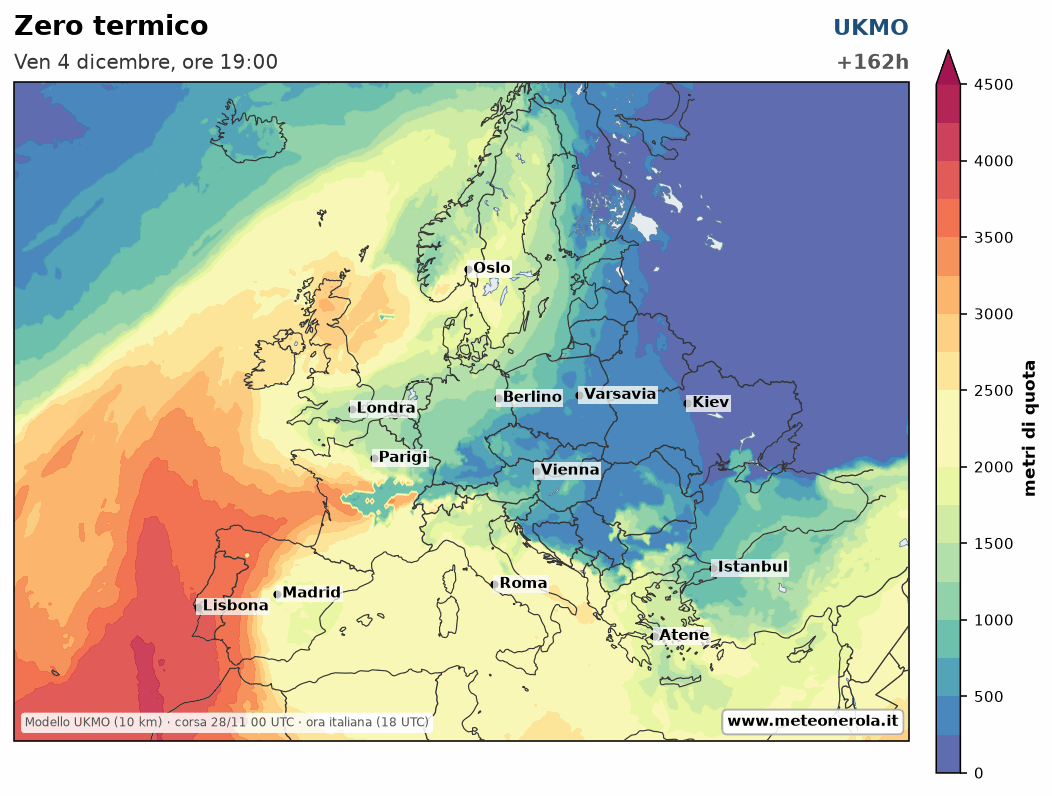 Zero termico
UKMO
Ven 4 dicembre, ore 19:00
+162h
4500
4000
3500
3000
2500
2000
1500
1000
500
0
metri di quota
Oslo
Berlino
Varsavia
Kiev
Londra
Parigi
Vienna
Istanbul
Roma
Madrid
Lisbona
Atene
Modello UKMO (10 km) · corsa 28/11 00 UTC · ora italiana (18 UTC)
www.meteonerola.it